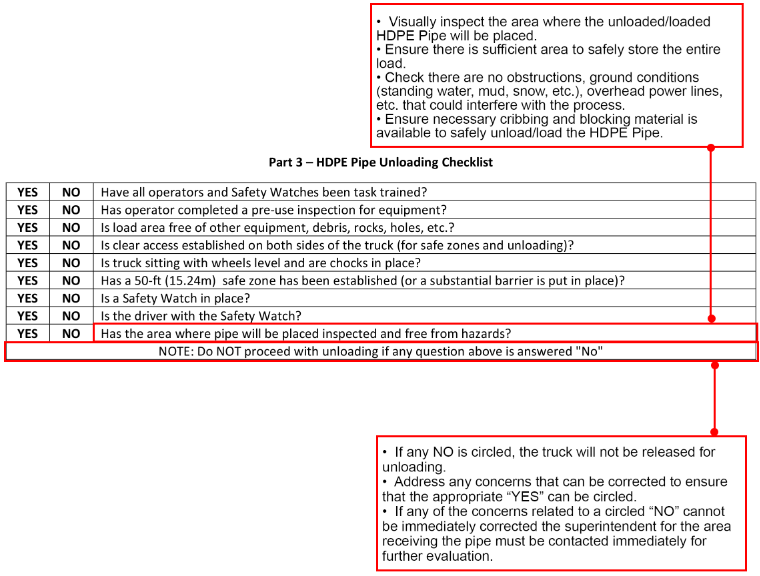 • Visually inspect the area where the unloaded/loaded
HDPE Pipe will be placed.
• Ensure there is sufficient area to safely store the entire
load.
• Check there are no obstructions, ground conditions
(standing water, mud, snow, etc.), overhead power lines,
etc. that could interfere with the process.
• Ensure necessary cribbing and blocking material is
available to safely unload/load the HDPE Pipe.
Part 3 – HDPE Pipe Unloading Checklist
YES NO Have all operators and Safety Watches been task trained?
YES NO Has operator completed a pre-use inspection for equipment?
YES NO Is load area free of other equipment, debris, rocks, holes, etc.?
YES NO Is clear access established on both sides of the truck (for safe zones and unloading)?
YES NO Is truck sitting with wheels level and are chocks in place?
YES NO Has a 50-ft (15.24m) safe zone has been established (or a substantial barrier is put in place)?
YES NO Is a Safety Watch in place?
YES NO Is the driver with the Safety Watch?
YES NO Has the area where pipe will be placed inspected and free from hazards?
NOTE: Do NOT proceed with unloading if any question above is answered "No"
• If any NO is circled, the truck will not be released for
unloading.
• Address any concerns that can be corrected to ensure
that the appropriate “YES” can be circled.
• If any of the concerns related to a circled “NO” cannot
be immediately corrected the superintendent for the area
receiving the pipe must be contacted immediately for
further evaluation.